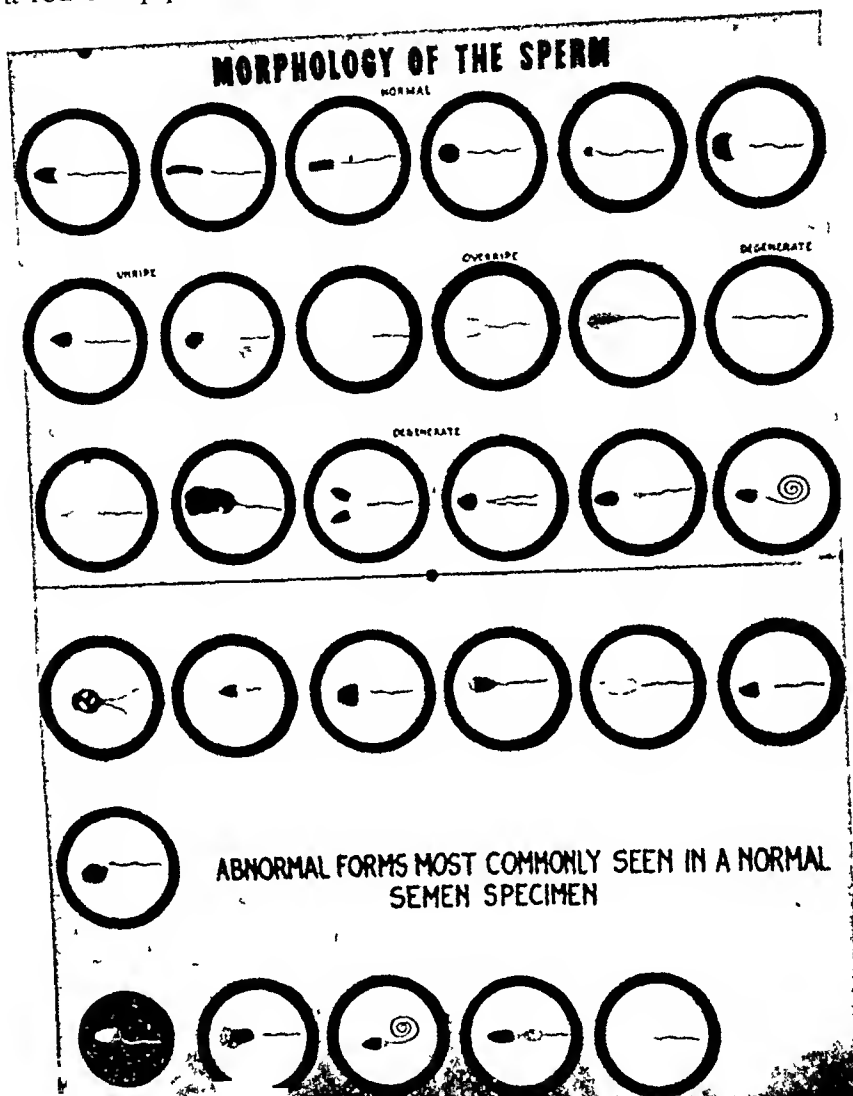 MORPHOLOGY OF THE SPERM
NORMAL
UNRIPE
OVERRIPE
DEGENERATE
DEGENERATE
ABNORMAL FORMS MOST COMMONLY SEEN IN A NORMAL
SEMEN SPECIMEN